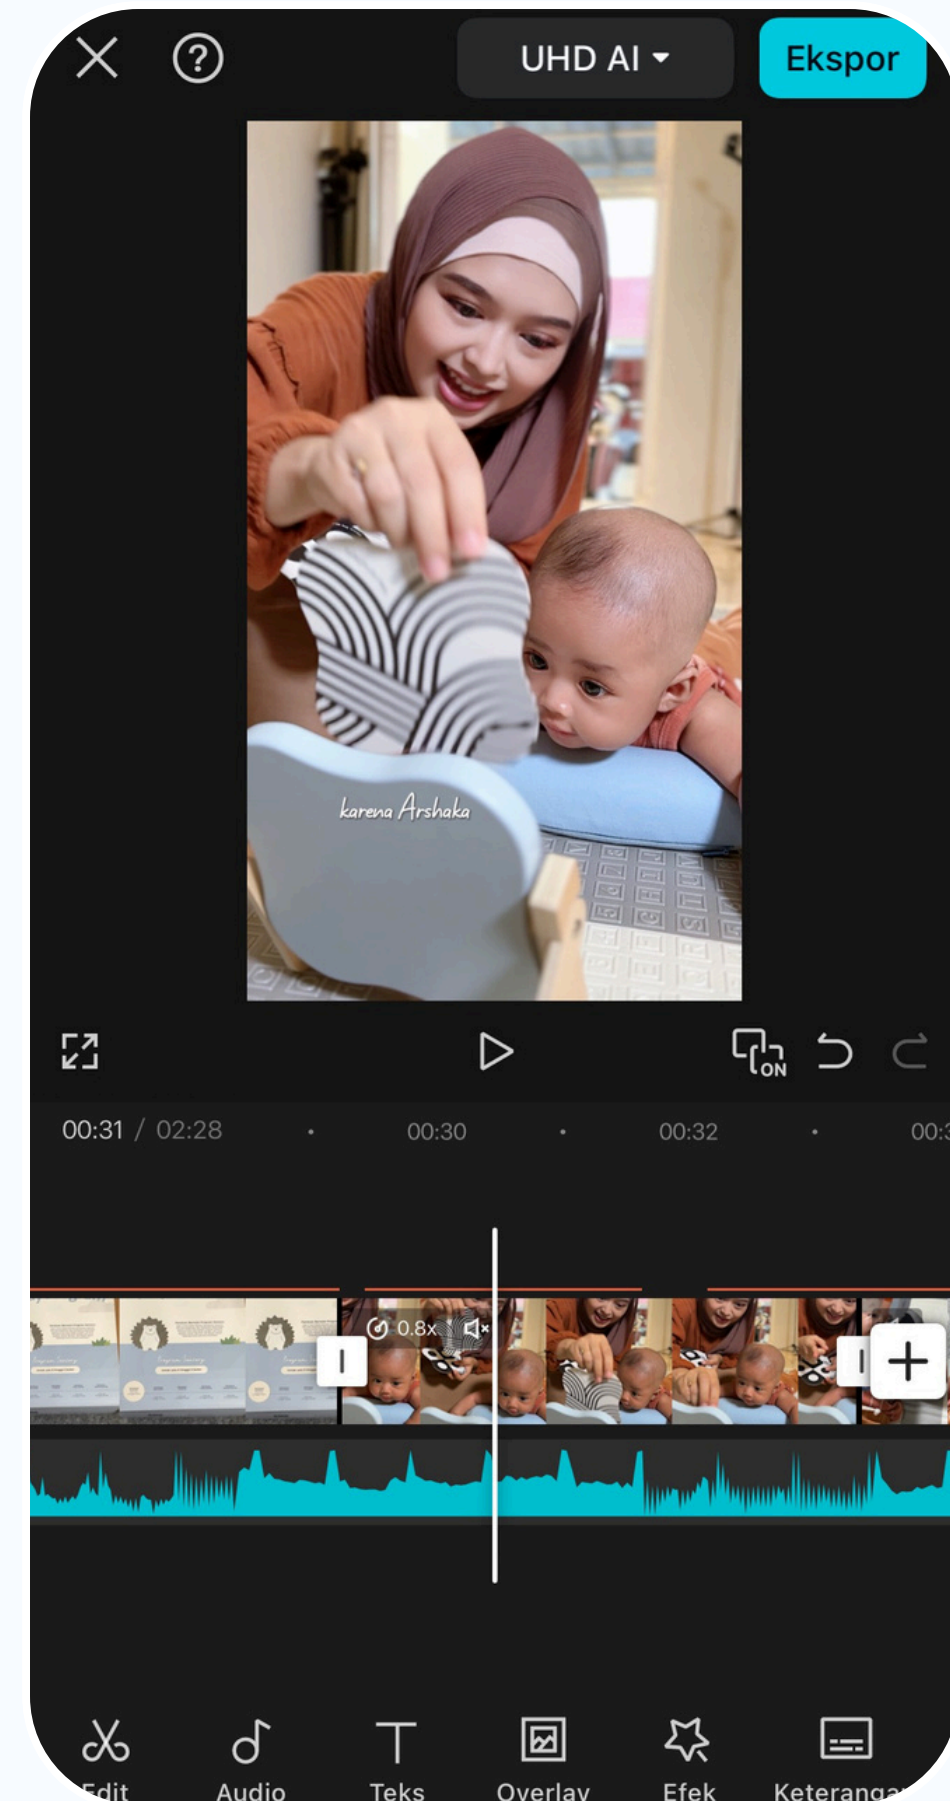 UHD AI
Ekspor
karena Arshaka
ON
00:31 / 02:28
00:30
00:32
0.8x
Edit
Audio
Teks
Overlay
Efek